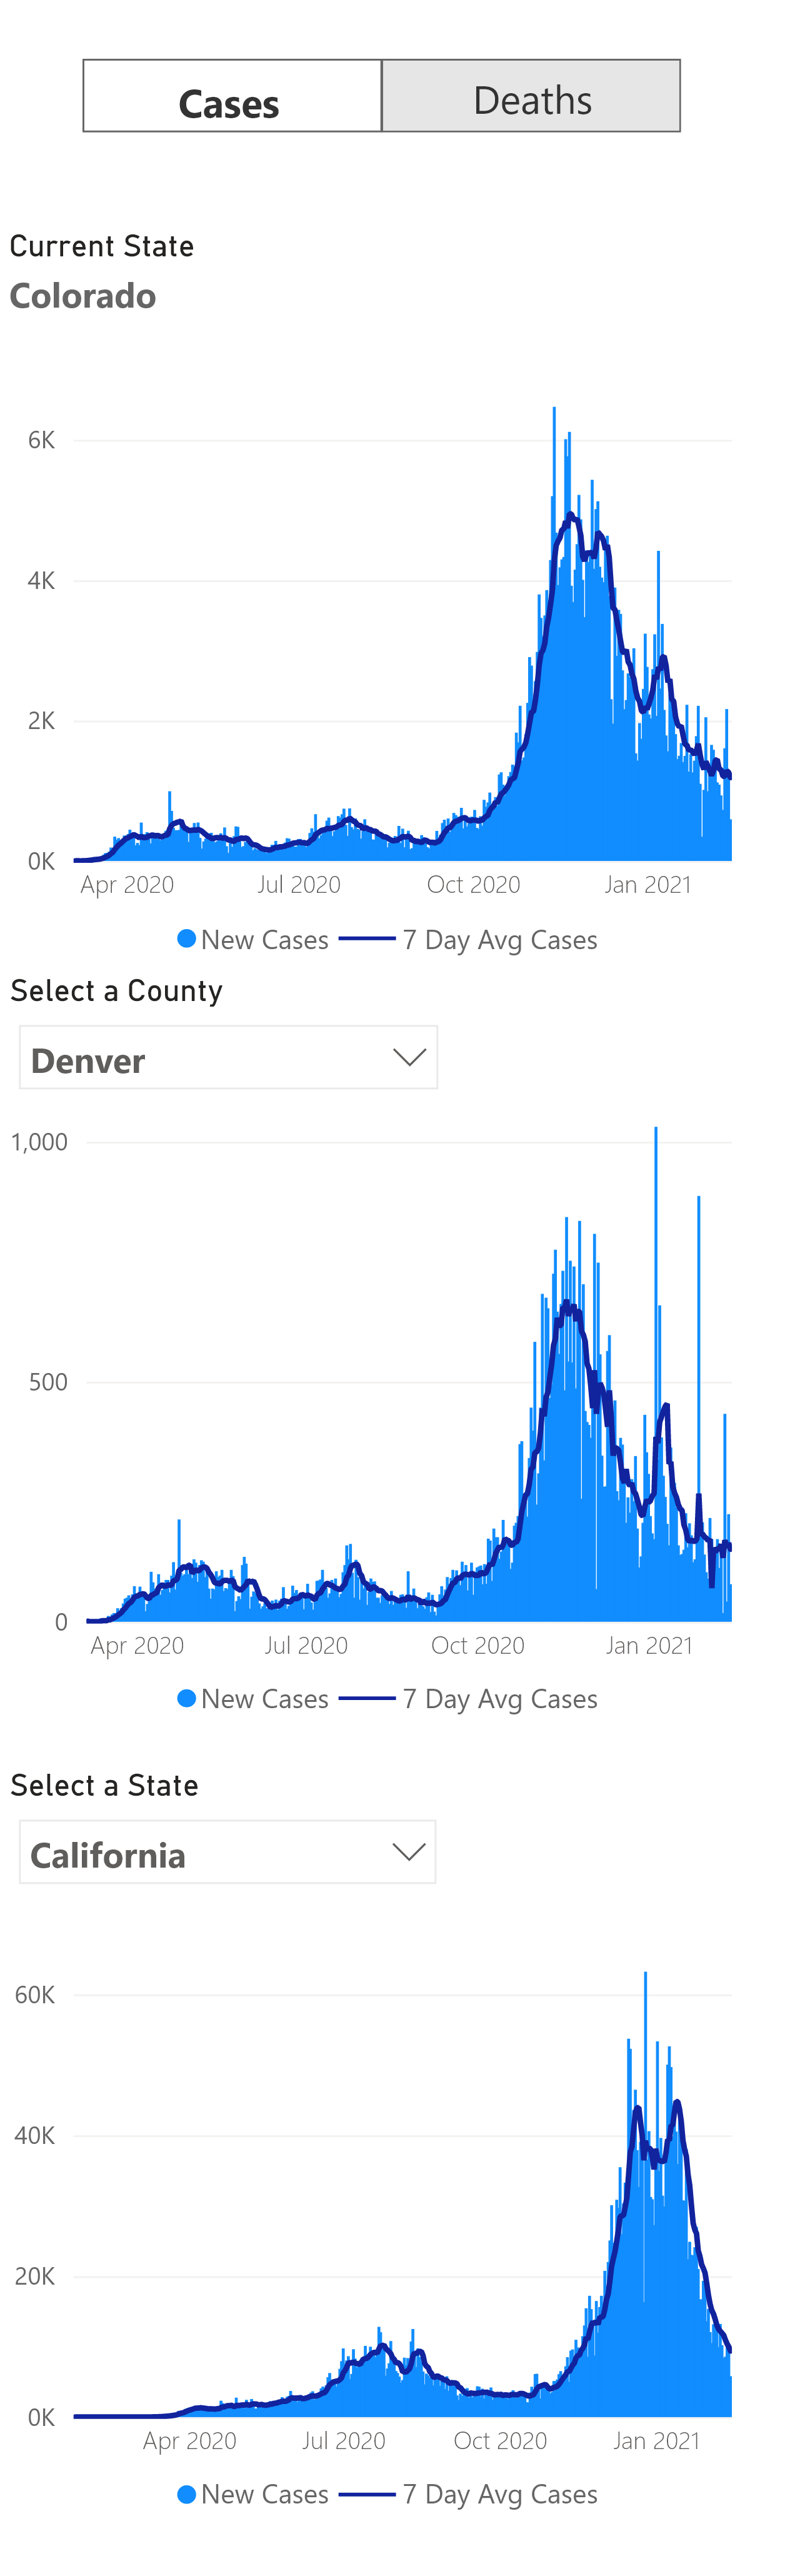 Cases Deaths
Current State
Colorado
6K
4K
2K
0K
Apr 2020 Jul 2020 Oct 2020 Jan 2021
New Cases 7 Day Avg Cases
Select a County
Denver
1,000
500
0
Apr 2020 Jul 2020 Oct 2020 Jan 2021
New Cases 7 Day Avg Cases
Select a State
California
60K
40K
20K
0K
Apr 2020 Jul 2020 Oct 2020 Jan 2021
New Cases 7 Day Avg Cases